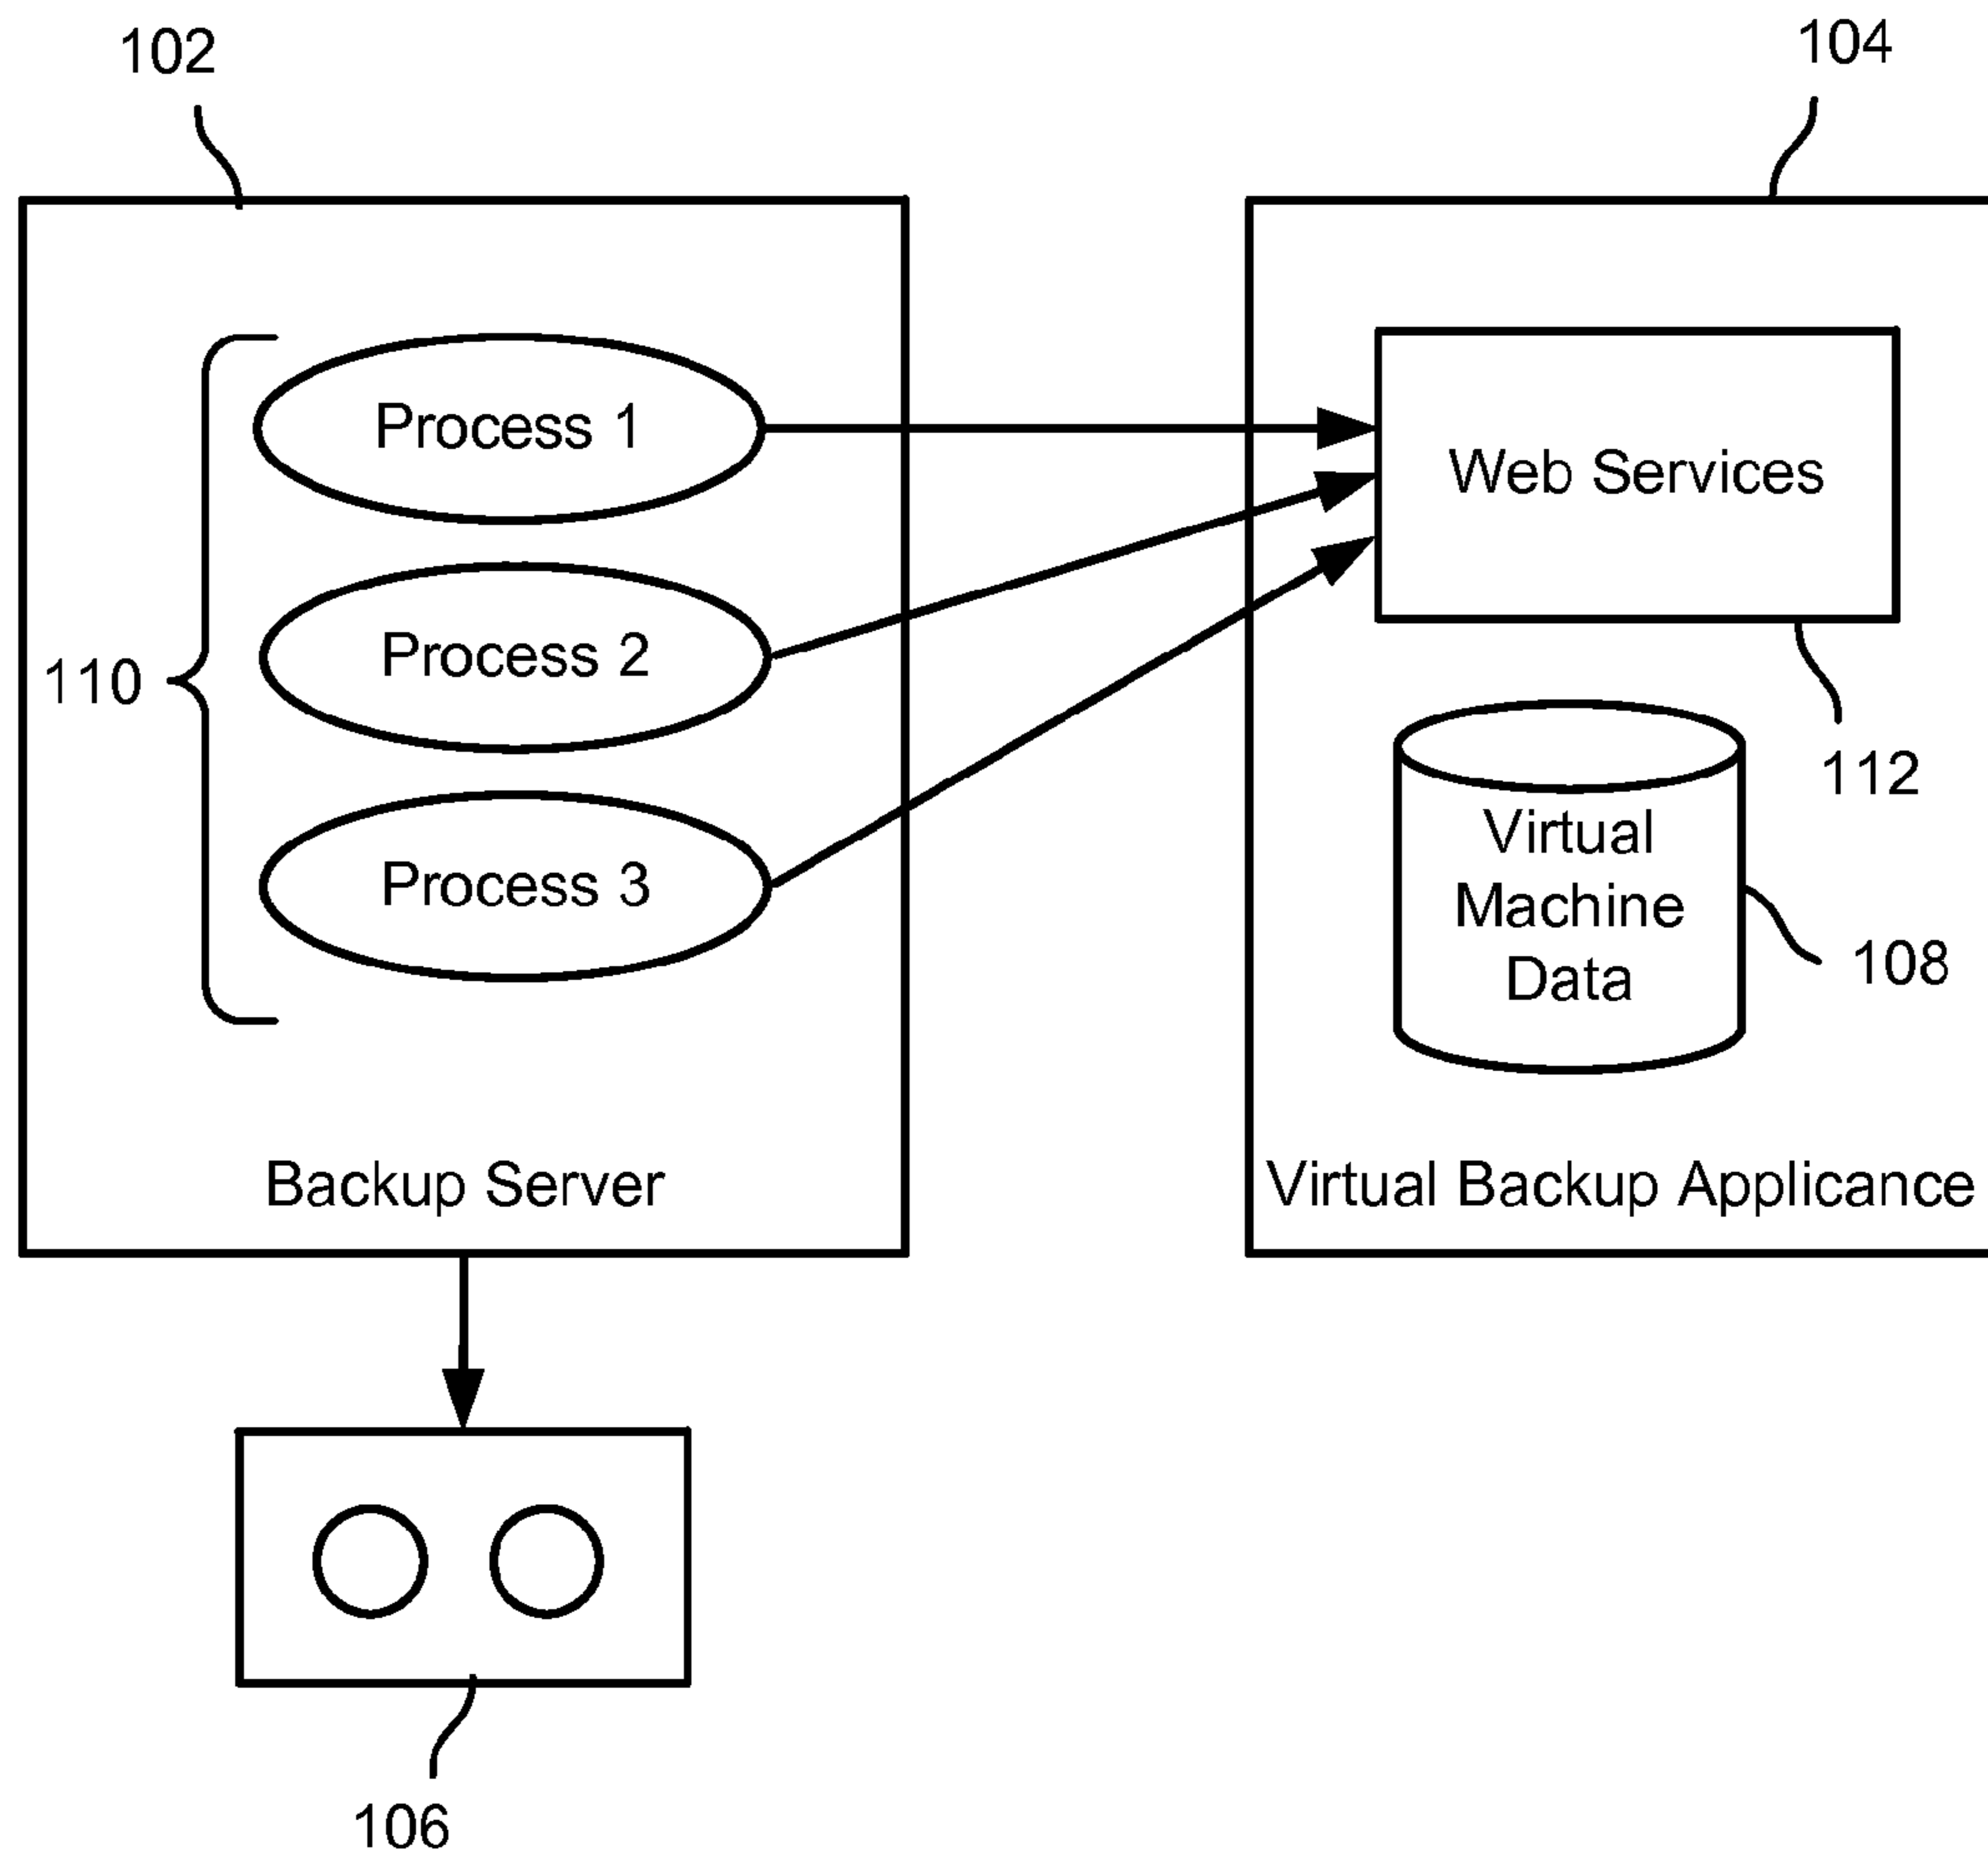 102
104
Process 1
Web Services
Process 2
110
112
Process 3
Virtual
Machine
Data
108
Backup Server
Virtual Backup Applicance
106